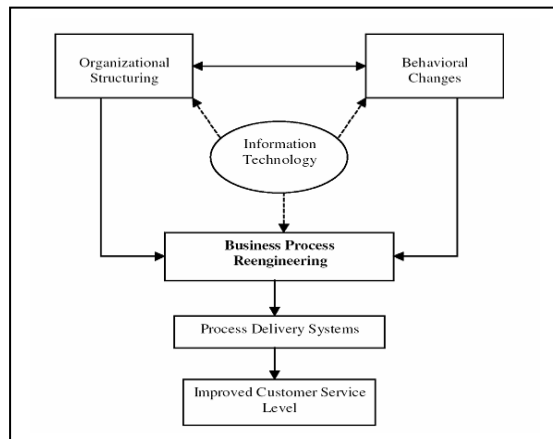 Organizational
Structuring
Behavioral
Changes
Information
Technology
Business Process
Reengineering
Process Delivery Systems
Improved Customer Service
Level